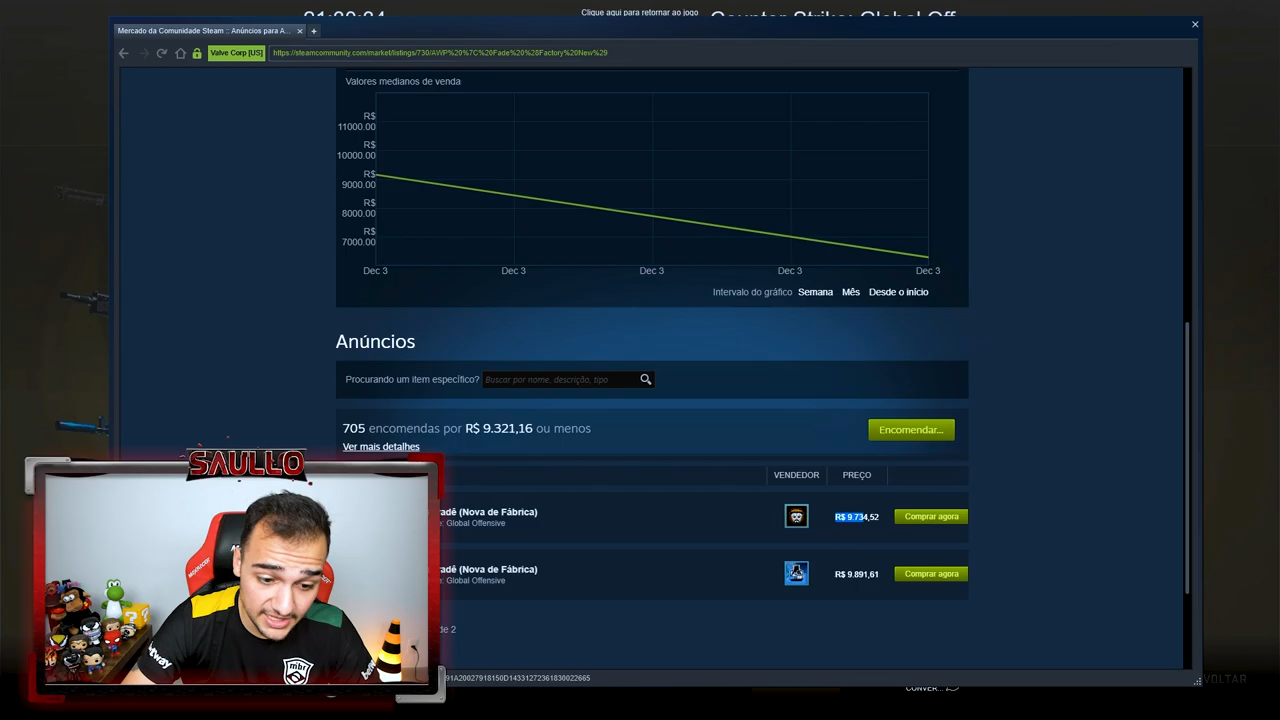 Clique aqui para retornar ao jogo
Mercado da Comunidade Steam :: Anúncios para A...
Valve Corp [US]
https://steamcommunity.com/market/listings/730/AWP%20%7C%20Fade%20%28Factory%20New%29
Valores medianos de venda
R$
11000.00
R$
10000.00
R$
9000.00
R$
8000.00
R$
7000.00
Dec 3 Dec 3 Dec 3 Dec 3 Dec 3
Intervalo do gráfico Semana Mês Desde o início
Anúncios
Procurando um item específico? Buscar por nome, descrição, tipo
705 encomendas por R$ 9.321,16 ou menos
Encomendar...
Ver mais detalhes
VENDEDOR PREÇO
(Nova de Fábrica)
Global Offensive
R$ 9.734,52 Comprar agora
(Nova de Fábrica)
Global Offensive
R$ 9.891,61 Comprar agora
de 2
SAULLO
VOLTAR
mbr